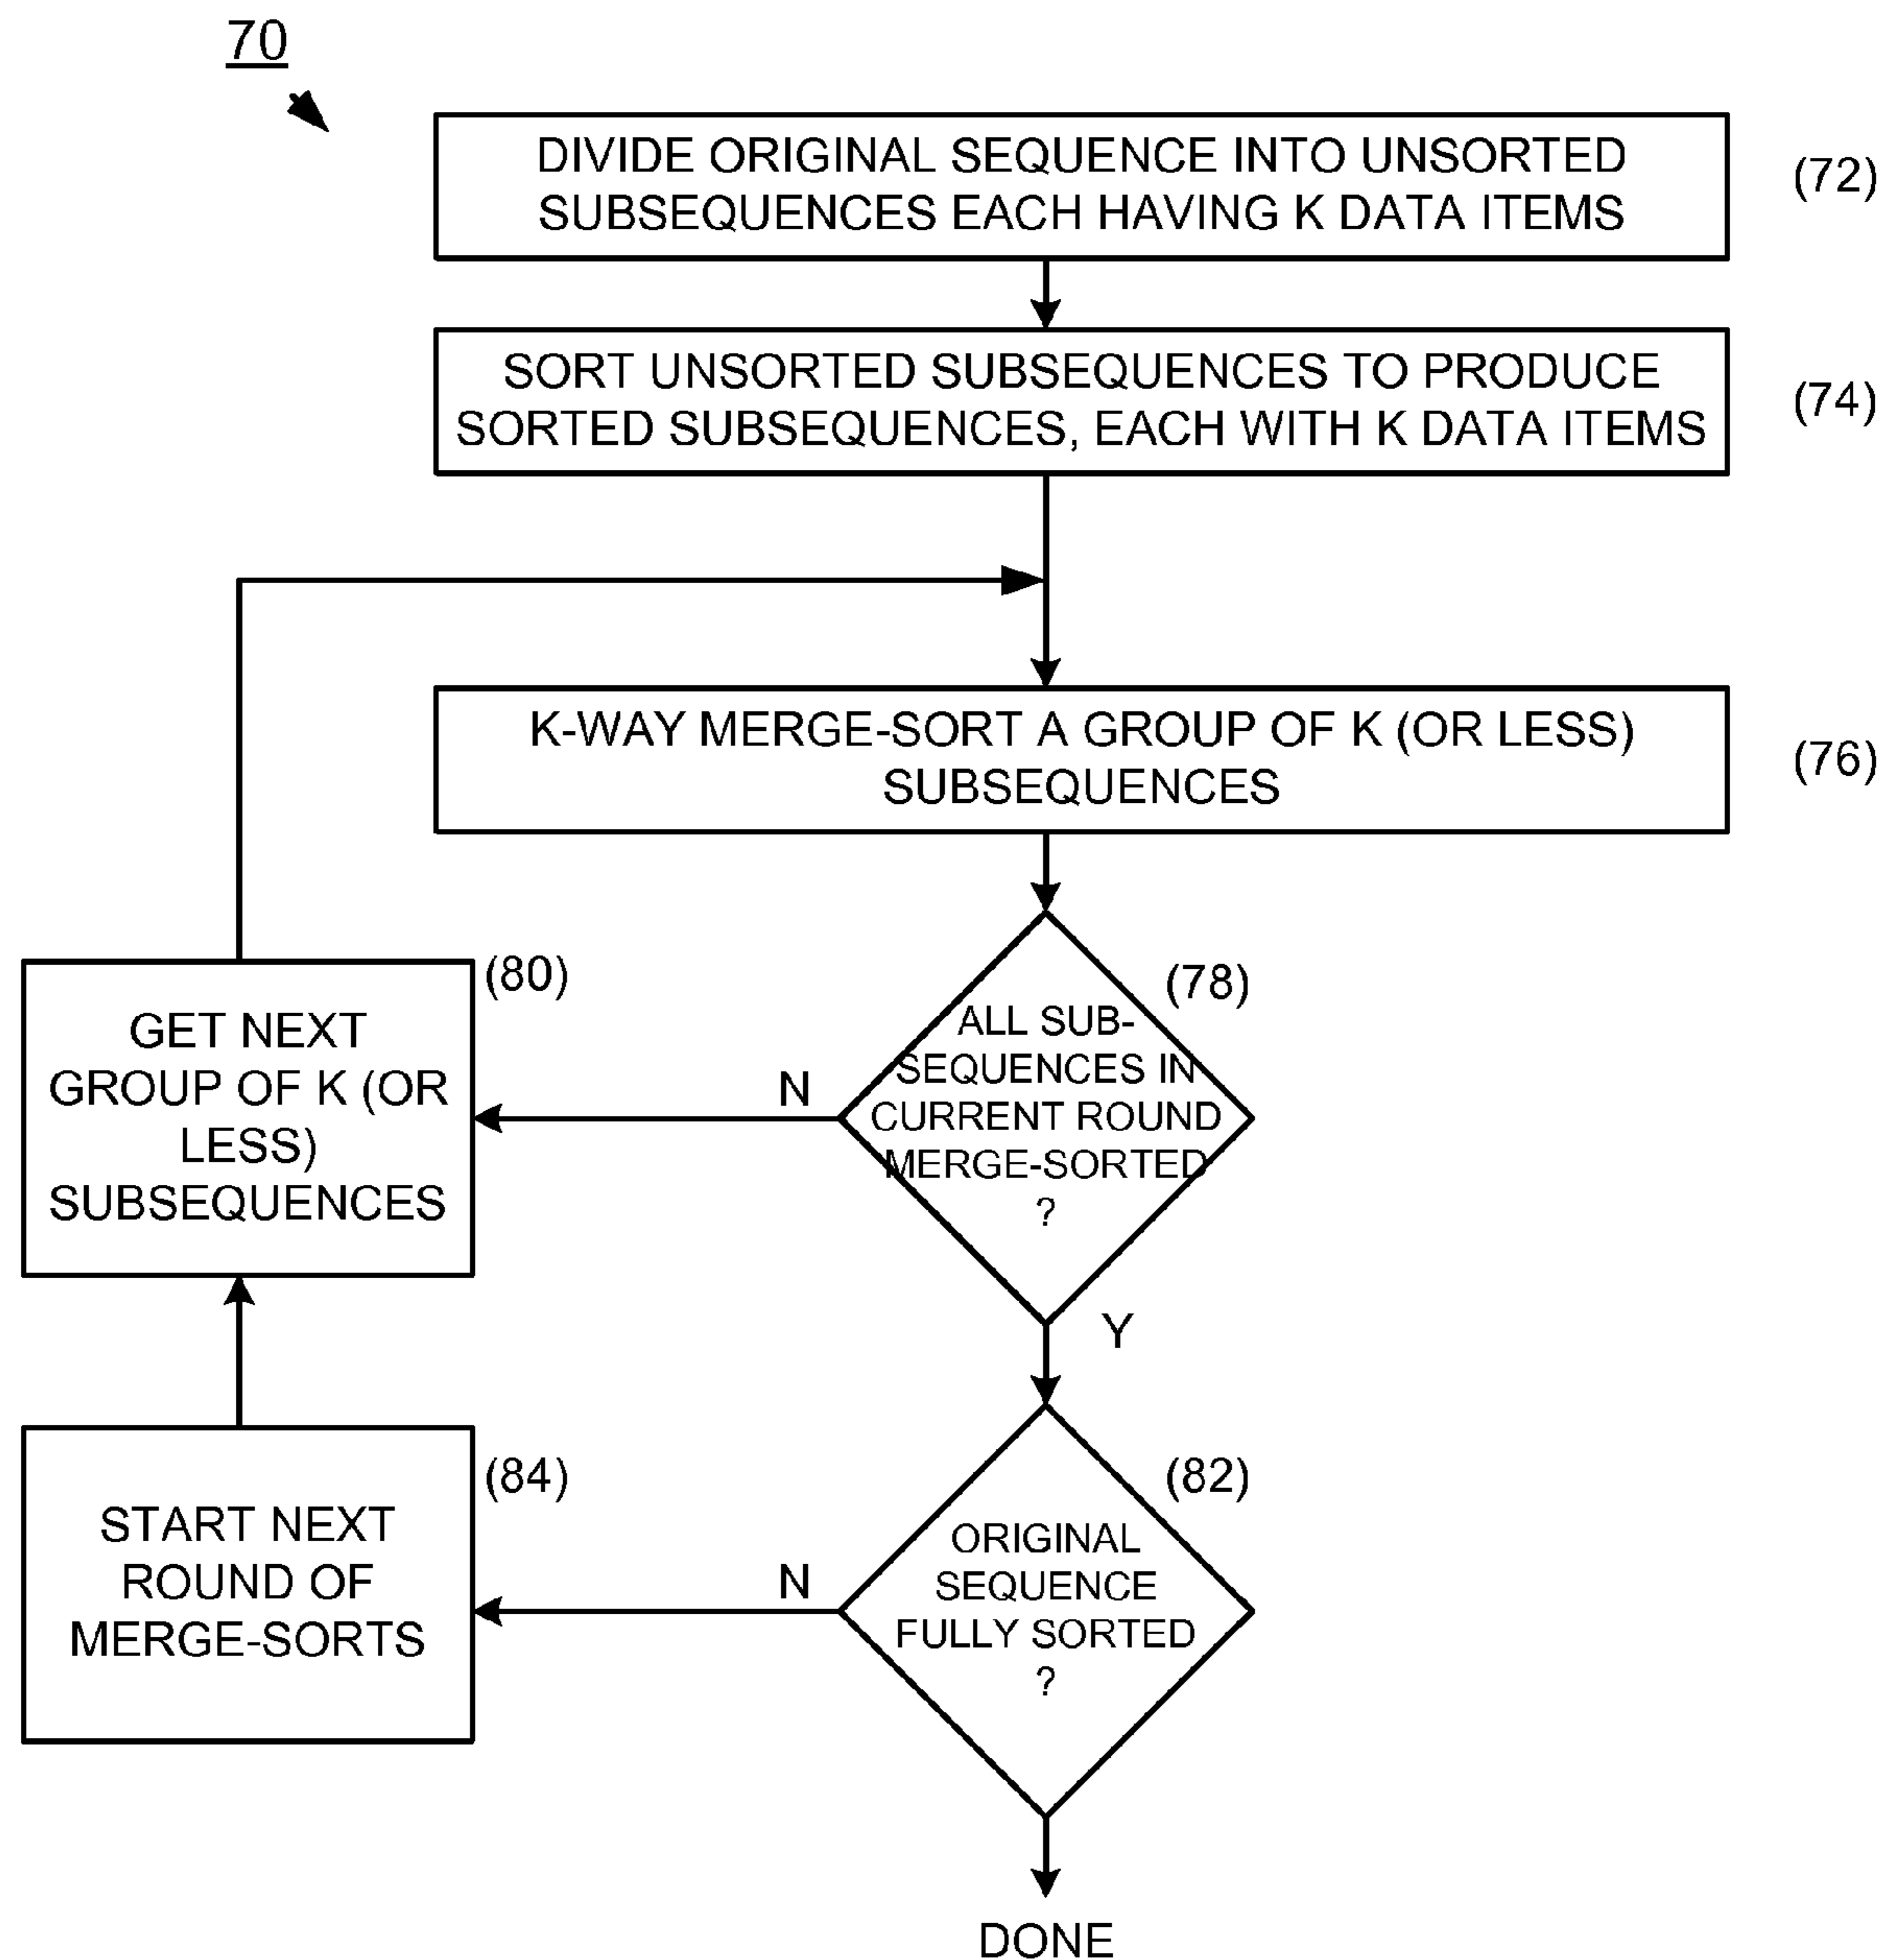 70
DIVIDE ORIGINAL SEQUENCE INTO UNSORTED
SUBSEQUENCES EACH HAVING K DATA ITEMS
(72)
SORT UNSORTED SUBSEQUENCES TO PRODUCE
SORTED SUBSEQUENCES, EACH WITH K DATA ITEMS
(74)
K-WAY MERGE-SORT A GROUP OF K (OR LESS)
SUBSEQUENCES
(76)
(78)
ALL SUB-
SEQUENCES IN
CURRENT ROUND
MERGE-SORTED
?
N
Y
(80)
GET NEXT
GROUP OF K (OR
LESS)
SUBSEQUENCES
(82)
ORIGINAL
SEQUENCE
FULLY SORTED
?
N
(84)
START NEXT
ROUND OF
MERGE-SORTS
DONE